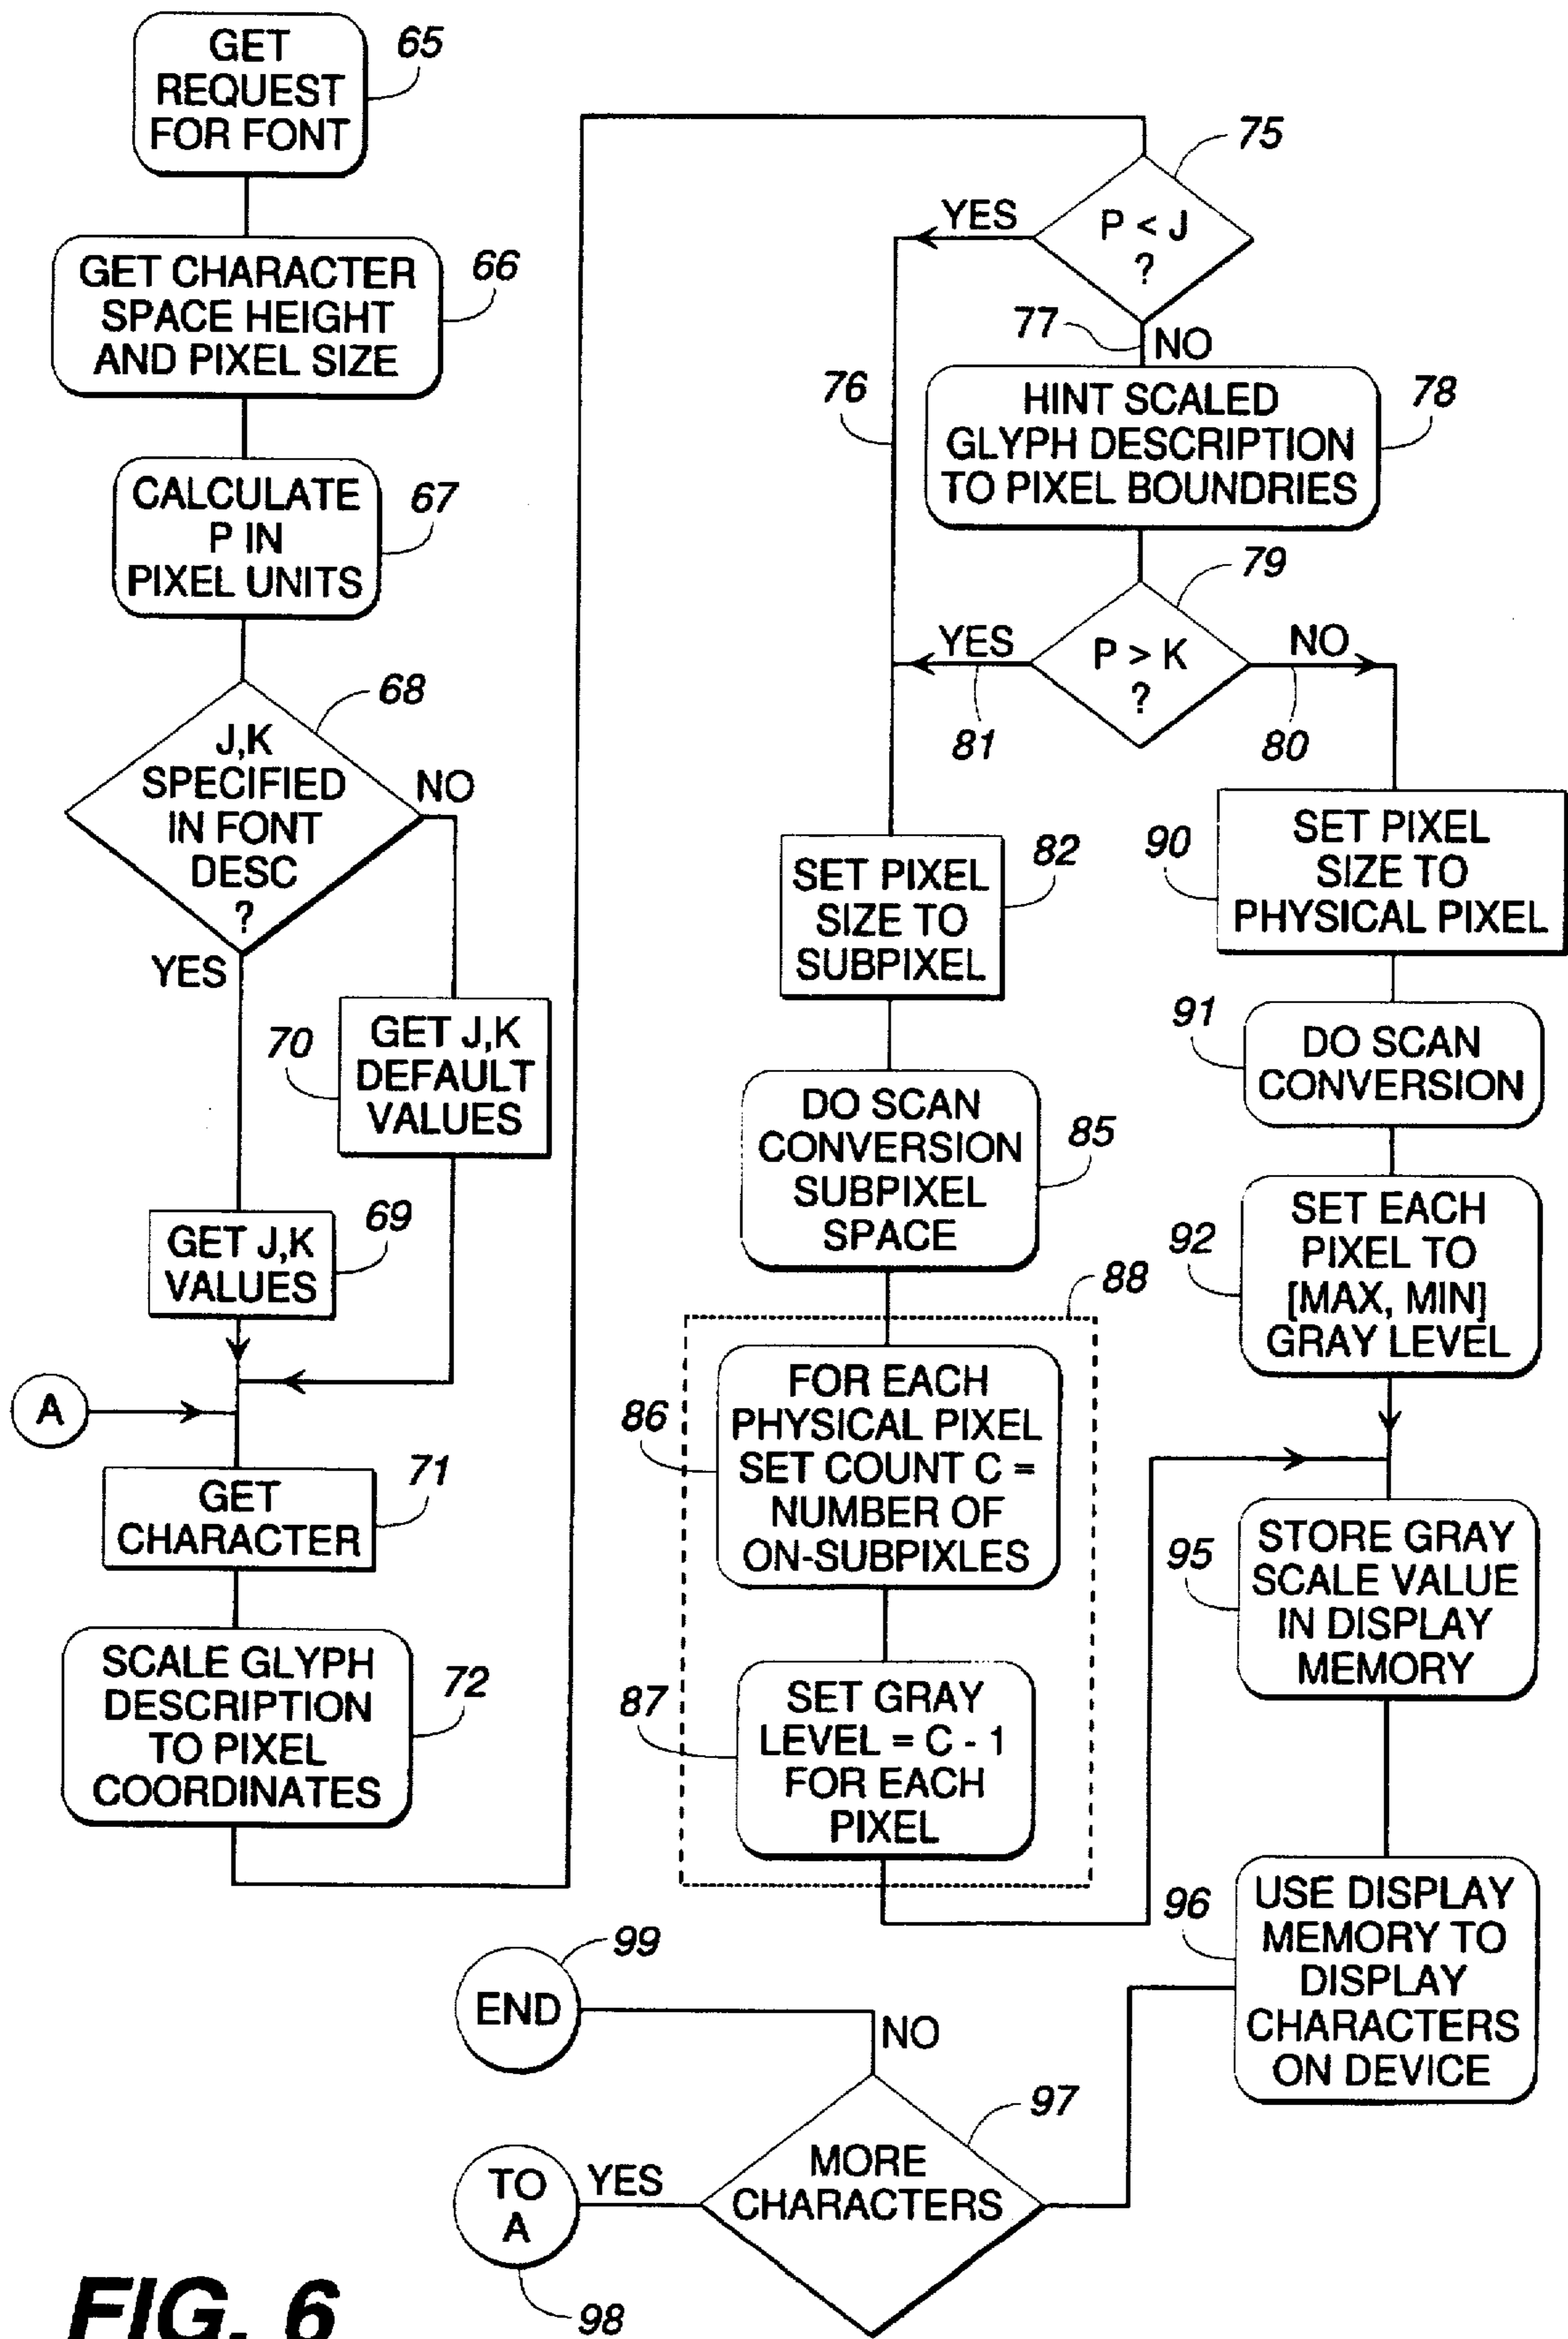 GET
REQUEST
FOR FONT
65
GET CHARACTER
SPACE HEIGHT
AND PIXEL SIZE
66
CALCULATE
P IN
PIXEL UNITS
67
J,K
SPECIFIED
IN FONT
DESC
?
68
NO
YES
GET J,K
DEFAULT
VALUES
70
GET J,K
VALUES
69
A
GET
CHARACTER
71
SCALE GLYPH
DESCRIPTION
TO PIXEL
COORDINATES
72
P < J
?
75
YES
76
77
NO
HINT SCALED
GLYPH DESCRIPTION
TO PIXEL BOUNDRIES
78
P > K
?
79
YES
81
NO
80
SET PIXEL
SIZE TO
SUBPIXEL
82
DO SCAN
CONVERSION
SUBPIXEL
SPACE
85
88
FOR EACH
PHYSICAL PIXEL
SET COUNT C =
NUMBER OF
ON-SUBPIXLES
86
SET GRAY
LEVEL = C - 1
FOR EACH
PIXEL
87
SET PIXEL
SIZE TO
PHYSICAL PIXEL
90
DO SCAN
CONVERSION
91
SET EACH
PIXEL TO
[MAX, MIN]
GRAY LEVEL
92
STORE GRAY
SCALE VALUE
IN DISPLAY
MEMORY
95
USE DISPLAY
MEMORY TO
DISPLAY
CHARACTERS
ON DEVICE
96
MORE
CHARACTERS
97
NO
END
99
YES
TO
A
98
FIG. 6